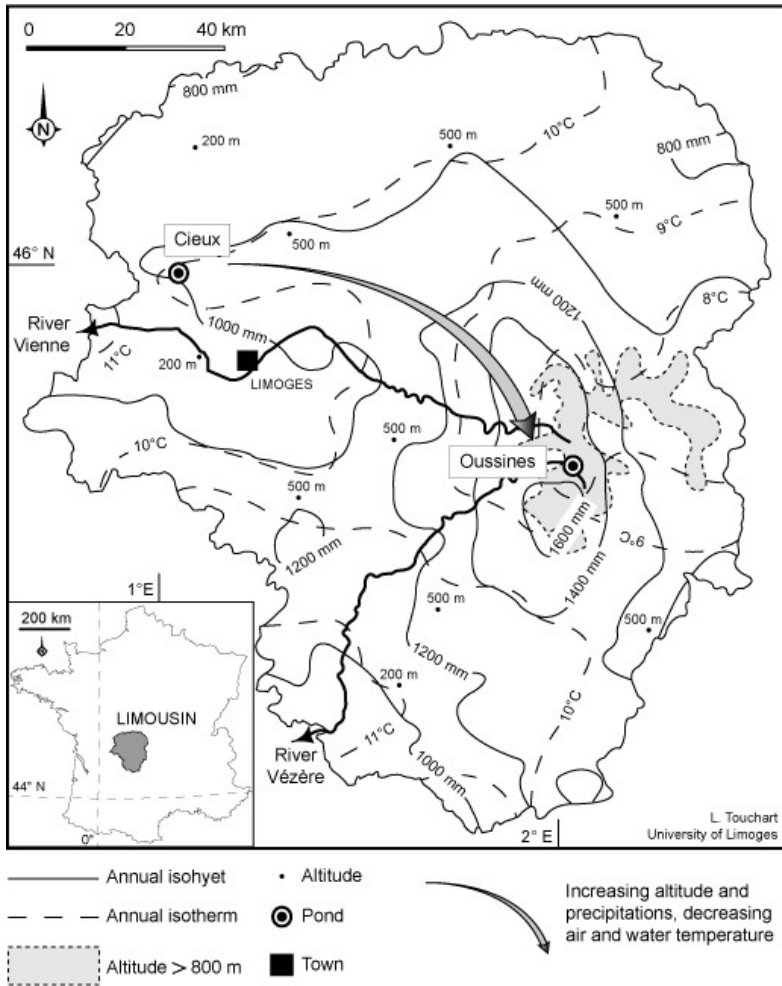 0 20 40 km
N
800 mm
200 m
500 m
10°C
800 mm
500 m
9°C
Cieux
500 m
46° N
1200 mm
8°C
River
Vienne
1000 mm
11°C
200 m
LIMOGES
500 m
10°C
Oussines
500 m
1600 mm
1200 mm
9°C
1400 mm
1°E
500 m
500 m
200 km
1200 mm
200 m
10°C
LIMOUSIN
11°C
1000 mm
River
Vézère
44° N
0°
2° E
L. Touchart
University of Limoges
Annual isohyet
Altitude
Annual isotherm
Pond
Altitude > 800 m
Town
Increasing altitude and
precipitations, decreasing
air and water temperature